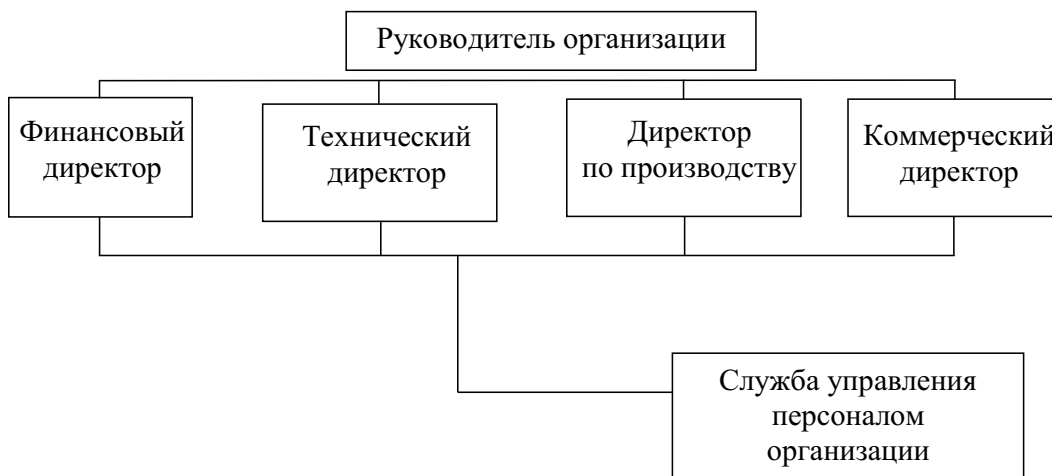 Руководитель организации
Финансовый
директор
Технический
директор
Директор
по производству
Коммерческий
директор
Служба управления
персоналом
организации